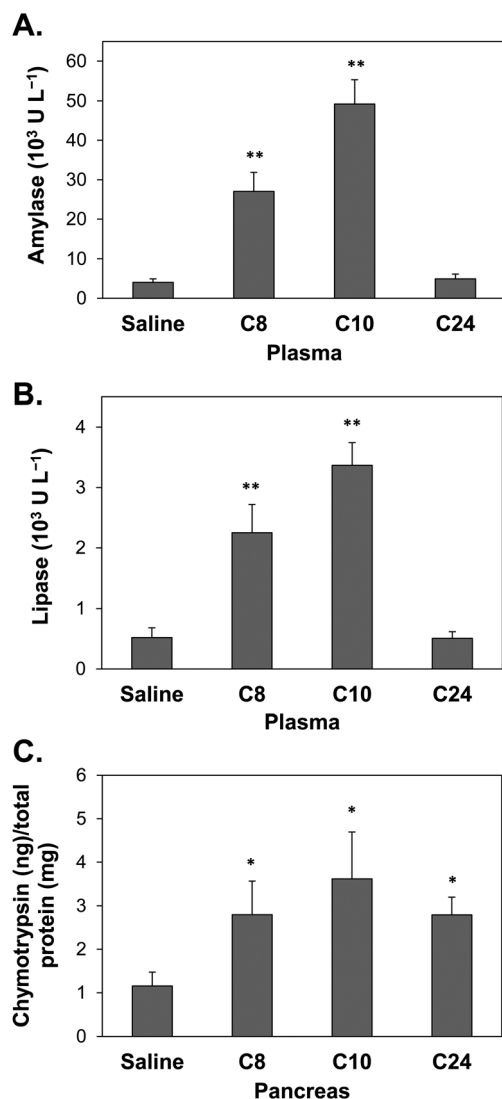 A.
Amylase (10³ U L⁻¹)
60
50
40
30
20
10
0
**
**
Saline C8 C10 C24
Plasma
B.
Lipase (10³ U L⁻¹)
4
3
2
1
0
**
**
Saline C8 C10 C24
Plasma
C.
Chymotrypsin (ng)/total
protein (mg)
6
5
4
3
2
1
0
*
*
*
Saline C8 C10 C24
Pancreas